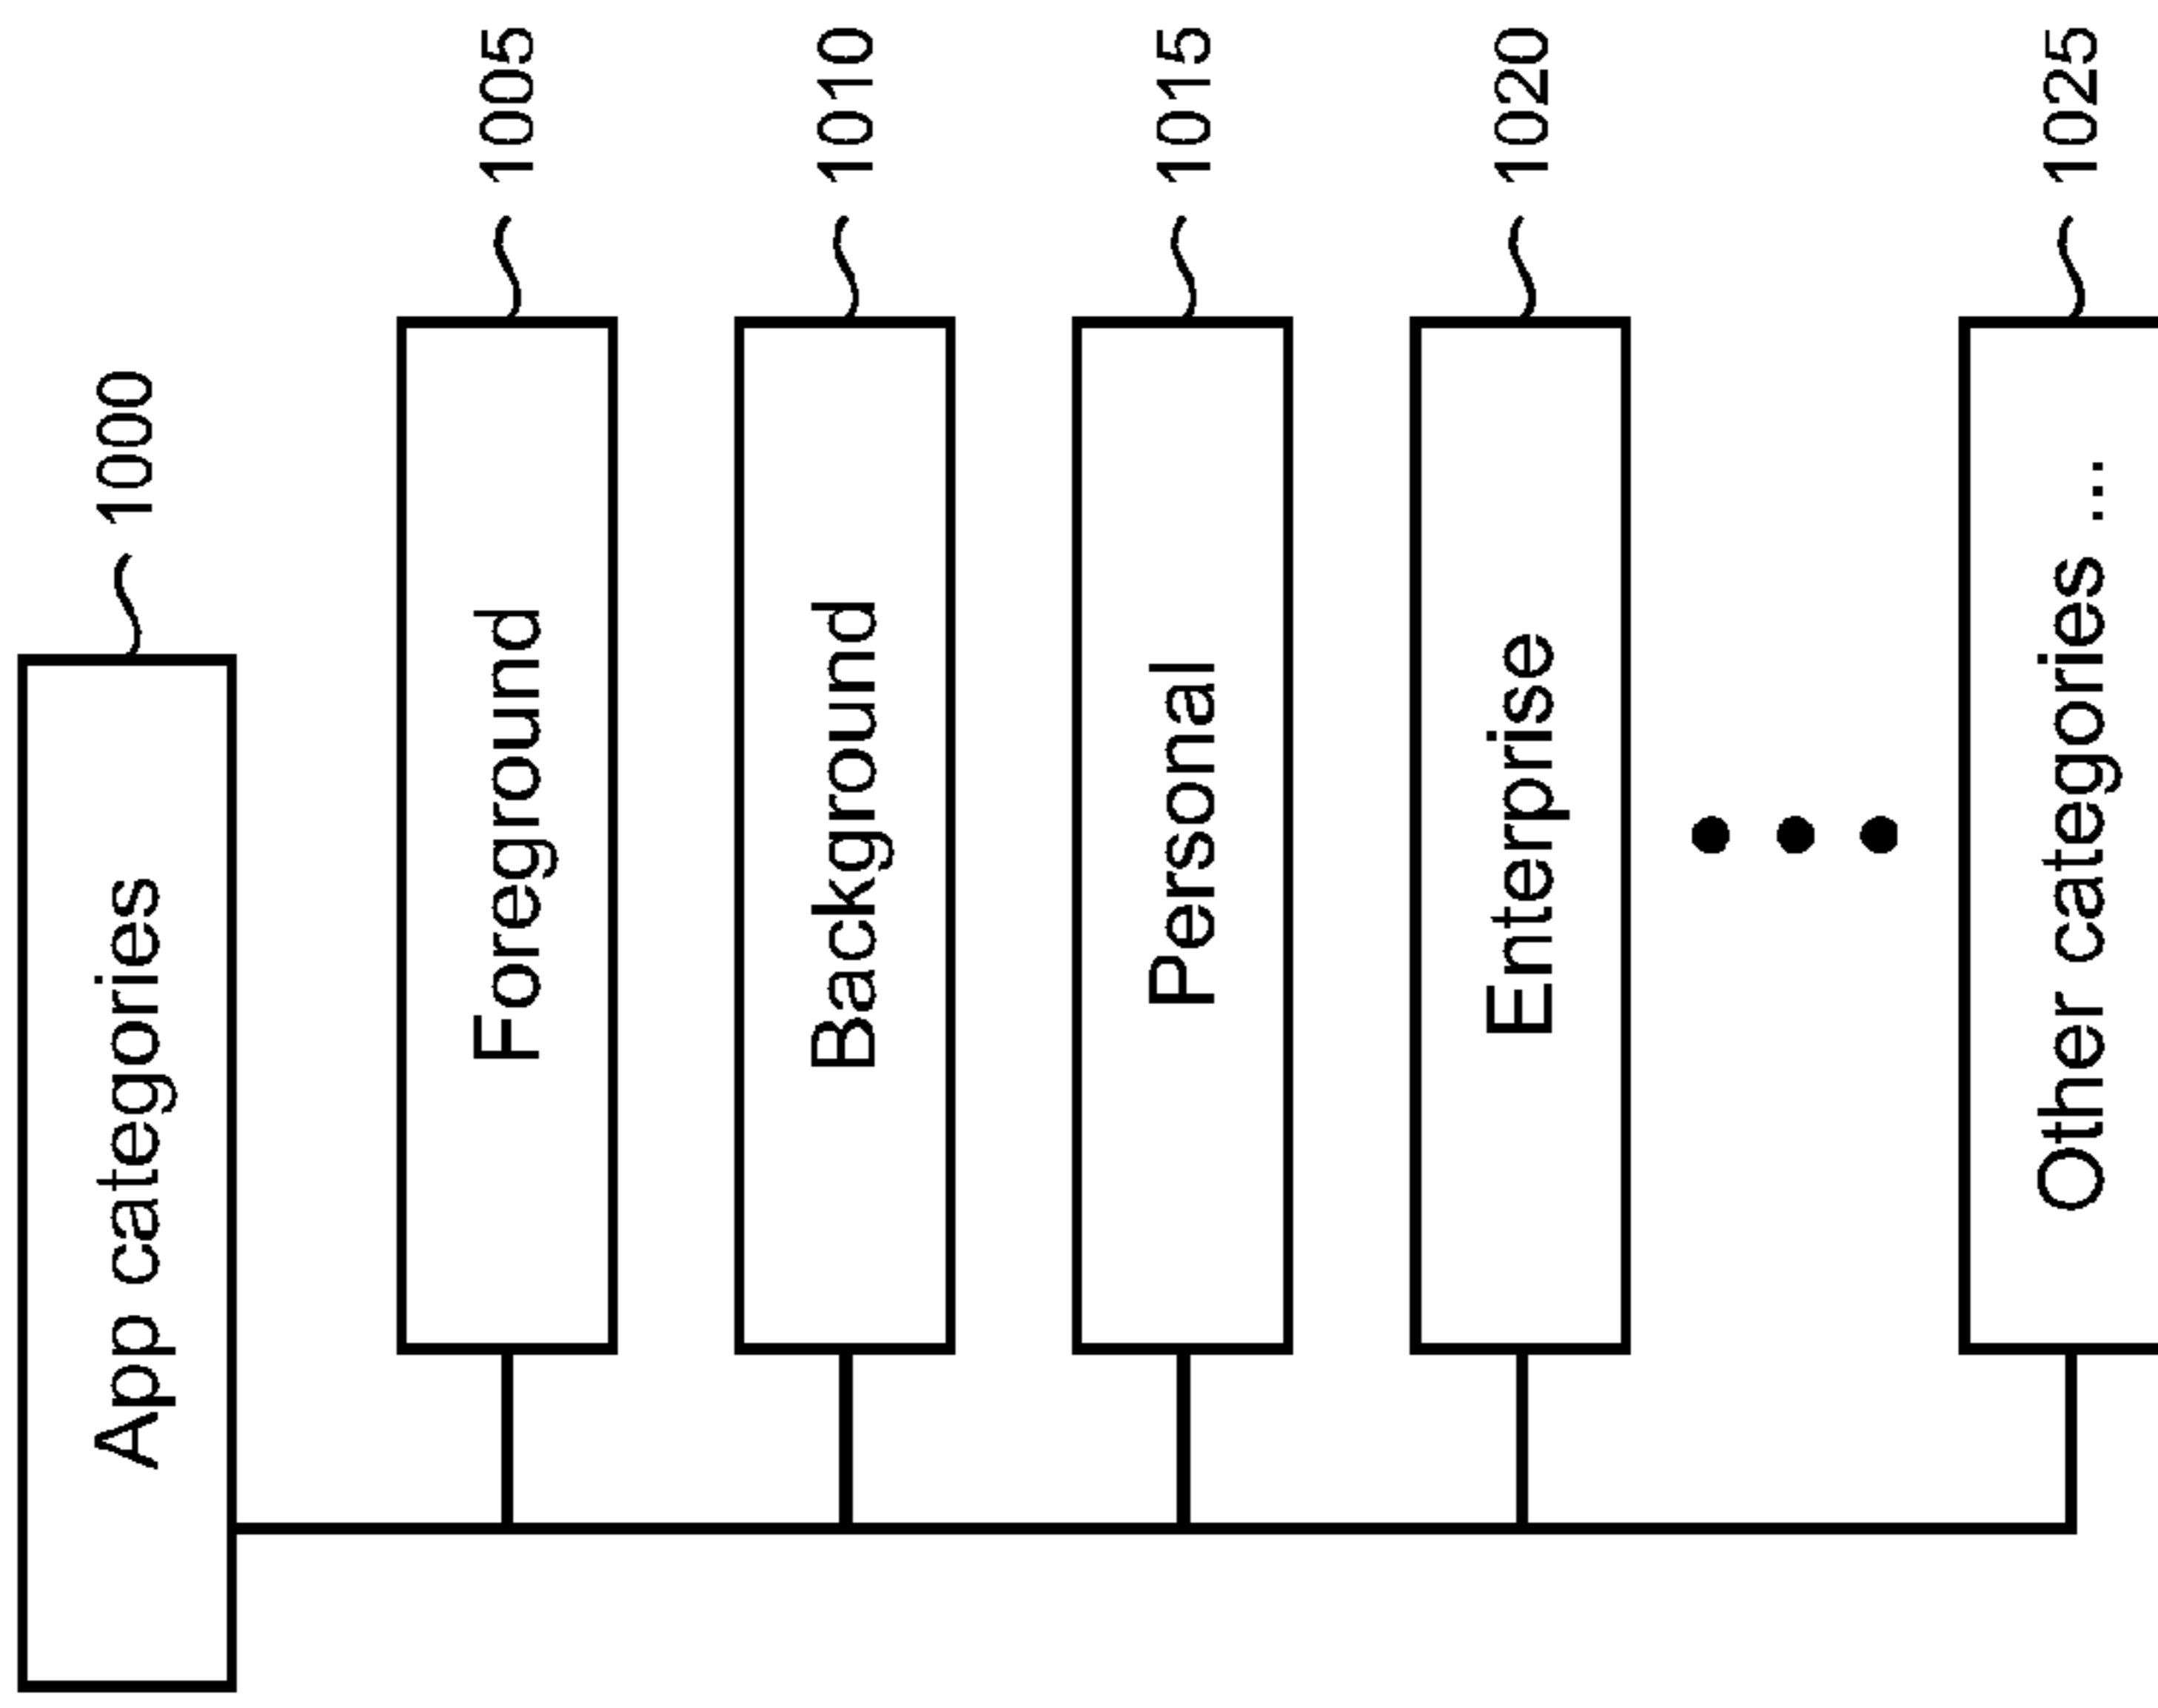 App categories
1000
Foreground
1005
Background
1010
Personal
1015
Enterprise
1020
Other categories ...
1025